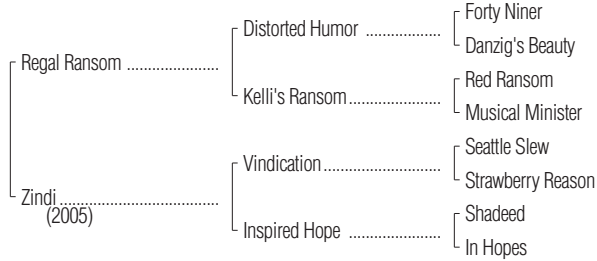 Forty Niner
Distorted Humor ..................
Danzig's Beauty
Regal Ransom ......................
Red Ransom
Kelli's Ransom......................
Musical Minister
Seattle Slew
Vindication............................
Strawberry Reason
Zindi ......................................
(2005)
Shadeed
Inspired Hope ......................
In Hopes